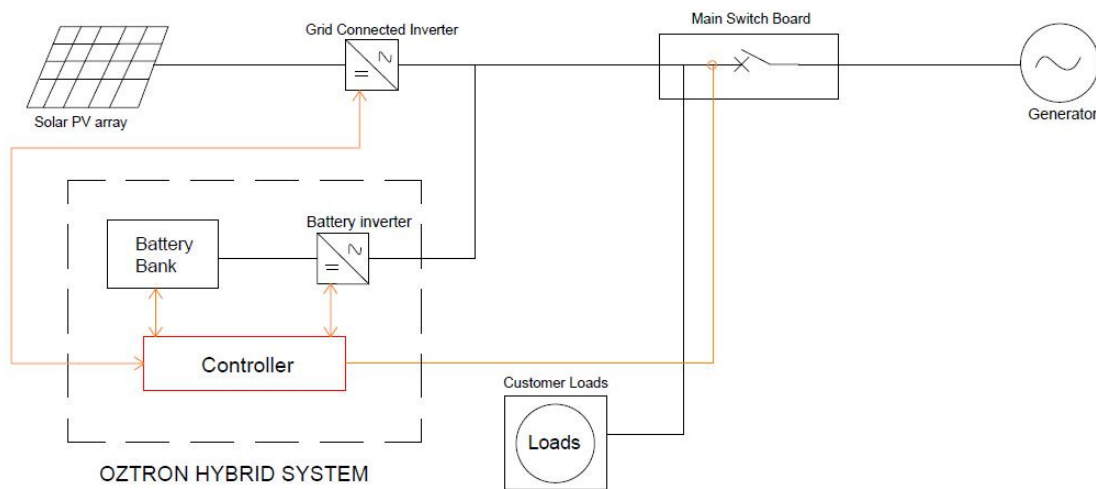 Main Switch Board
Grid Connected Inverter
Solar PV array
Generator
Battery inverter
Battery
Bank
Controller
Customer Loads
Loads
OZTRON HYBRID SYSTEM